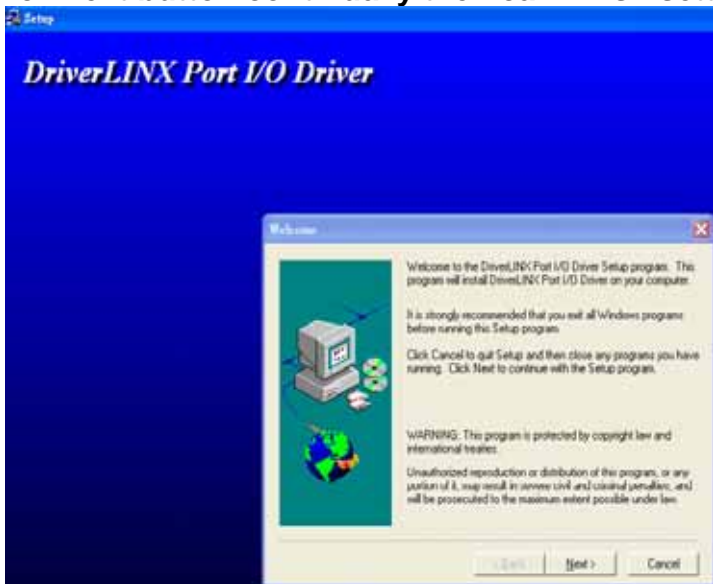 Setup
DriverLINX Port I/O Driver
Welcome
Welcome to the DriverLINX Port I/O Driver Setup program. This
program will install DriverLINX Port I/O Driver on your computer.
It is strongly recommended that you exit all Windows programs
before running this Setup program.
Click Cancel to quit Setup and then close any programs you have
running. Click Next to continue with the Setup program.
WARNING: This program is protected by copyright law and
international treaties.
Unauthorized reproduction or distribution of this program, or any
portion of it, may result in severe civil and criminal penalties, and
will be prosecuted to the maximum extent possible under law.
< Back Next > Cancel